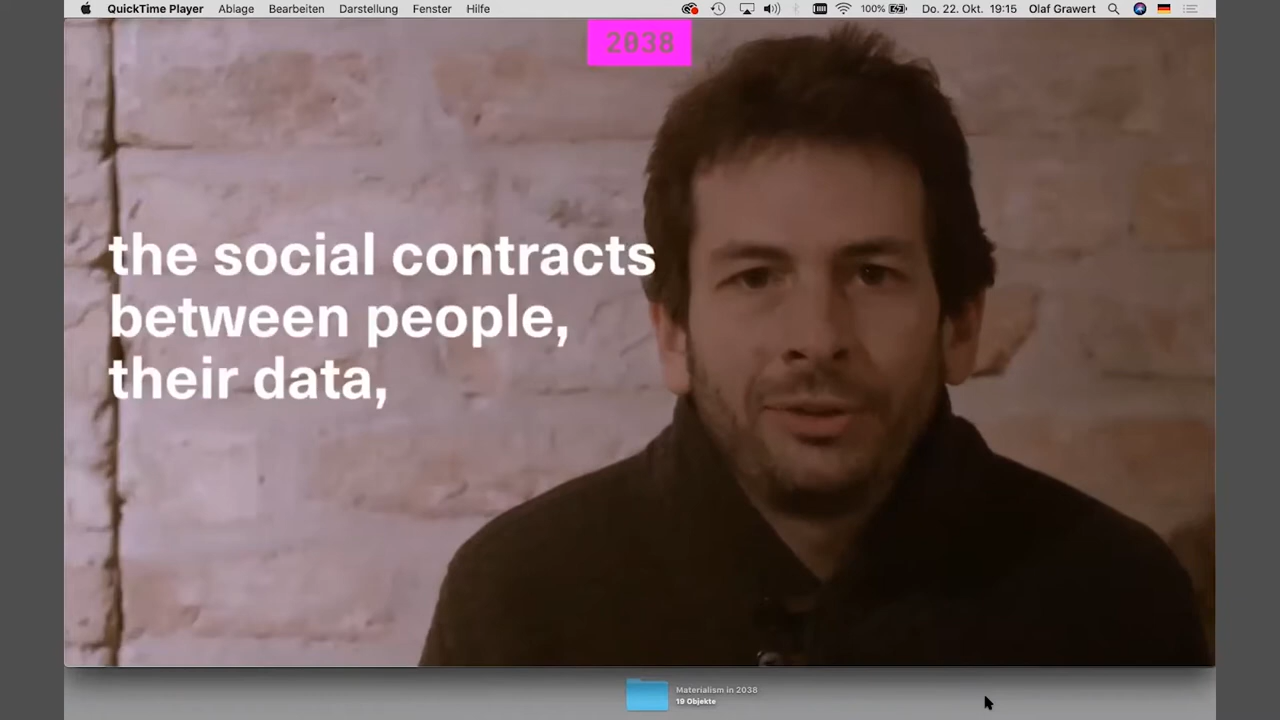 QuickTime Player Ablage Bearbeiten Darstellung Fenster Hilfe 100% Do. 22. Okt. 19:15 Olaf Grawert
2038
the social contracts
between people,
their data,
Materialism in 2038
19 Objekte